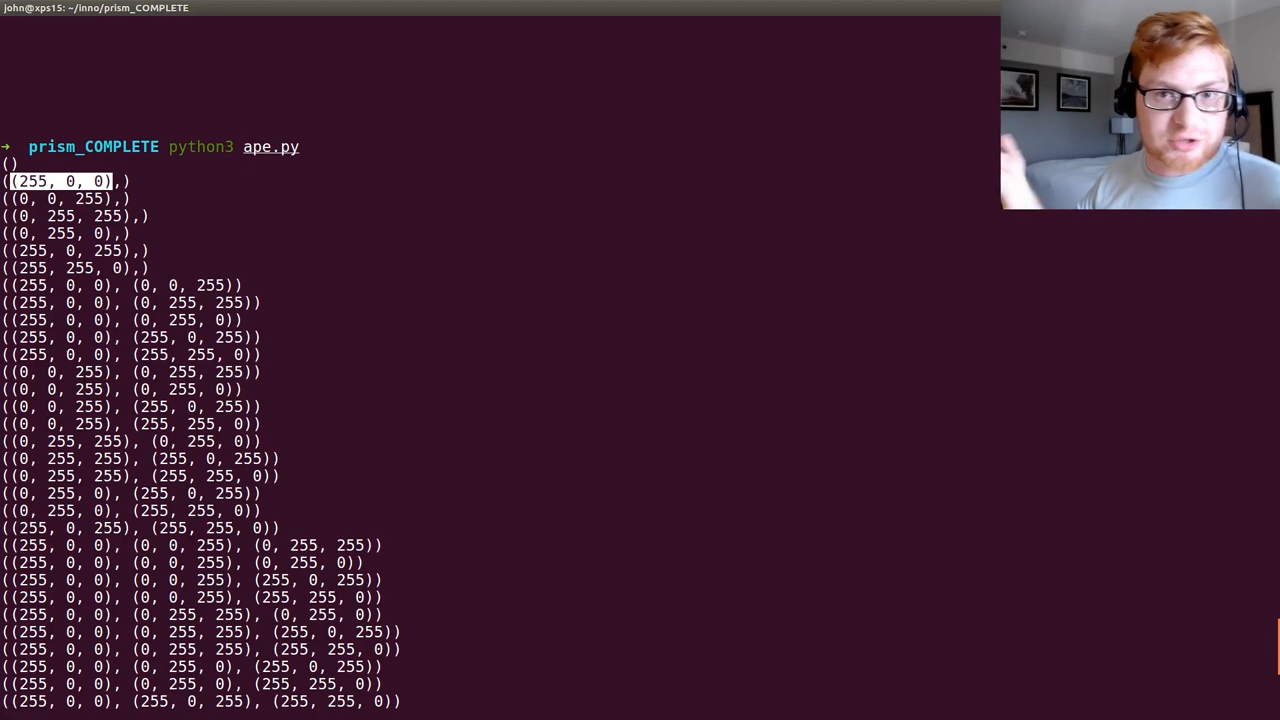 john@xps15: ~/inno/prism_COMPLETE
→ prism_COMPLETE python3 ape.py
()
((255, 0, 0),)
((0, 0, 255),)
((0, 255, 255),)
((0, 255, 0),)
((255, 0, 255),)
((255, 255, 0),)
((255, 0, 0), (0, 0, 255))
((255, 0, 0), (0, 255, 255))
((255, 0, 0), (0, 255, 0))
((255, 0, 0), (255, 0, 255))
((255, 0, 0), (255, 255, 0))
((0, 0, 255), (0, 255, 255))
((0, 0, 255), (0, 255, 0))
((0, 0, 255), (255, 0, 255))
((0, 0, 255), (255, 255, 0))
((0, 255, 255), (0, 255, 0))
((0, 255, 255), (255, 0, 255))
((0, 255, 255), (255, 255, 0))
((0, 255, 0), (255, 0, 255))
((0, 255, 0), (255, 255, 0))
((255, 0, 255), (255, 255, 0))
((255, 0, 0), (0, 0, 255), (0, 255, 255))
((255, 0, 0), (0, 0, 255), (0, 255, 0))
((255, 0, 0), (0, 0, 255), (255, 0, 255))
((255, 0, 0), (0, 0, 255), (255, 255, 0))
((255, 0, 0), (0, 255, 255), (0, 255, 0))
((255, 0, 0), (0, 255, 255), (255, 0, 255))
((255, 0, 0), (0, 255, 255), (255, 255, 0))
((255, 0, 0), (0, 255, 0), (255, 0, 255))
((255, 0, 0), (0, 255, 0), (255, 255, 0))
((255, 0, 0), (255, 0, 255), (255, 255, 0))